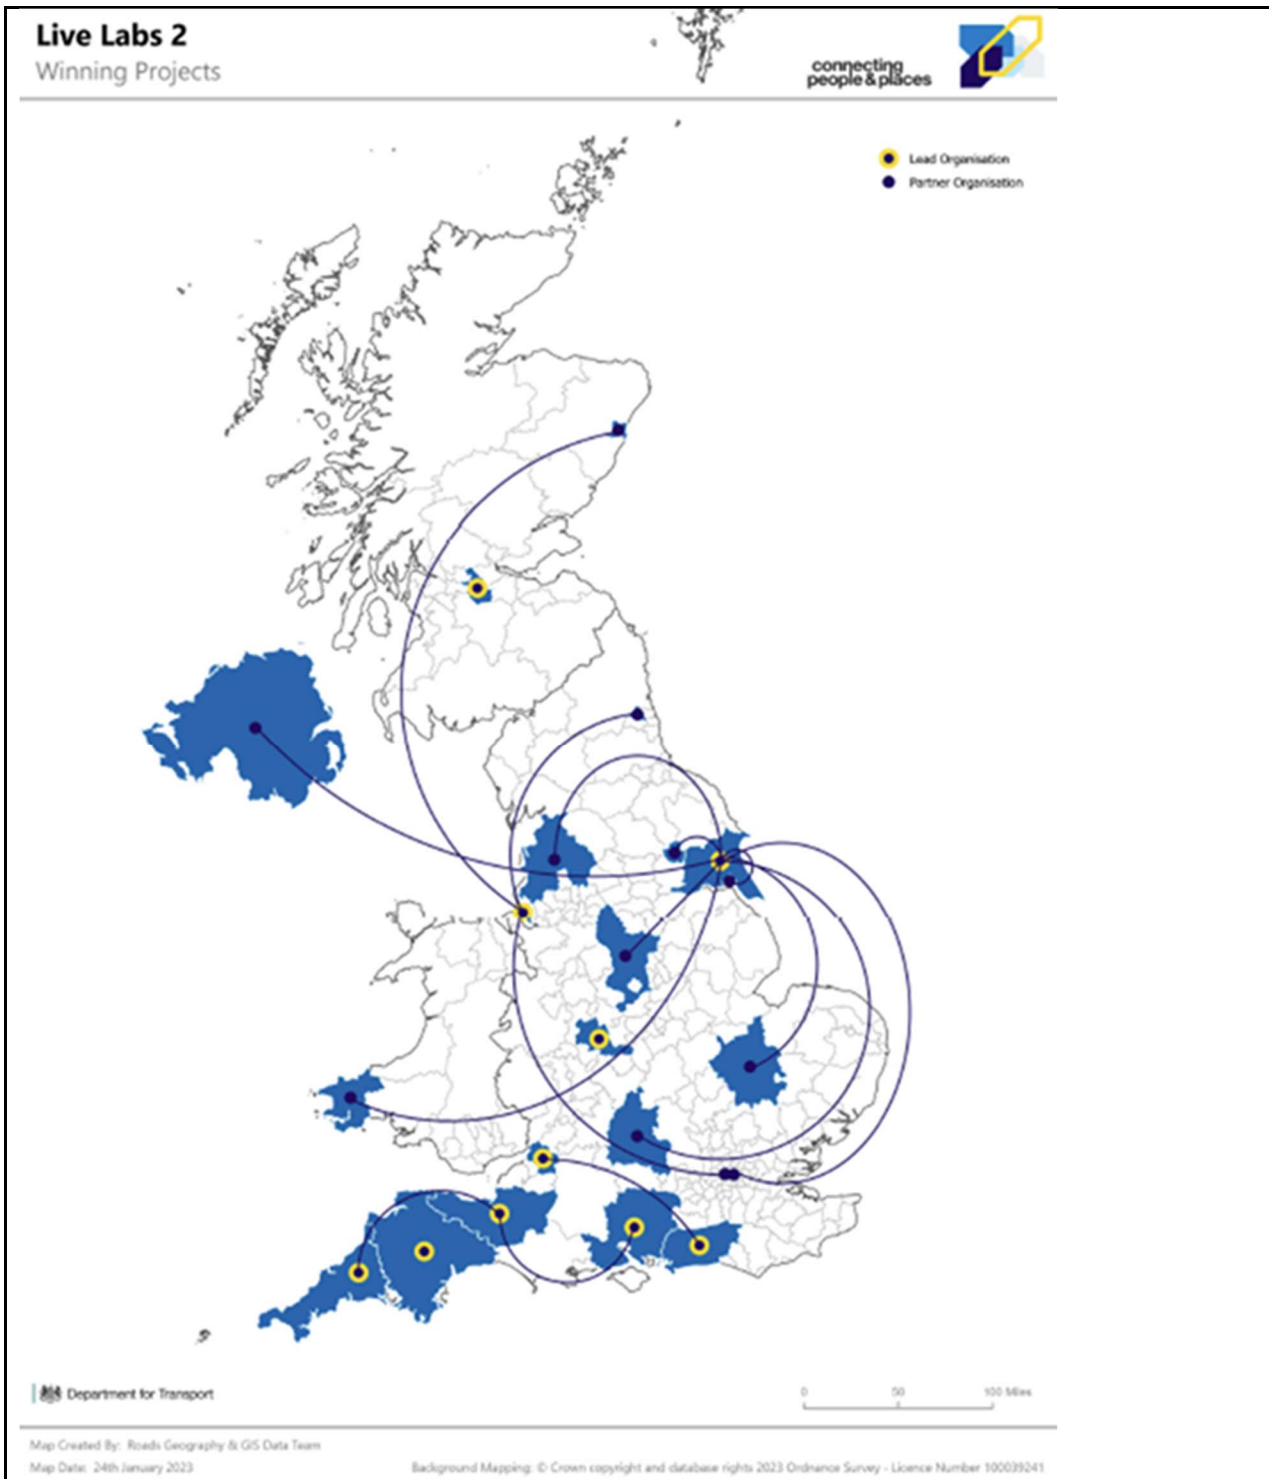 Live Labs 2
Winning Projects
connecting
people & places
Lead Organisation
Partner Organisation
Department for Transport
0 50 100 Miles
Map Created By: Roads Geography & GIS Data Team
Map Date: 24th January 2023
Background Mapping: © Crown copyright and database rights 2023 Ordnance Survey - Licence Number 100039241